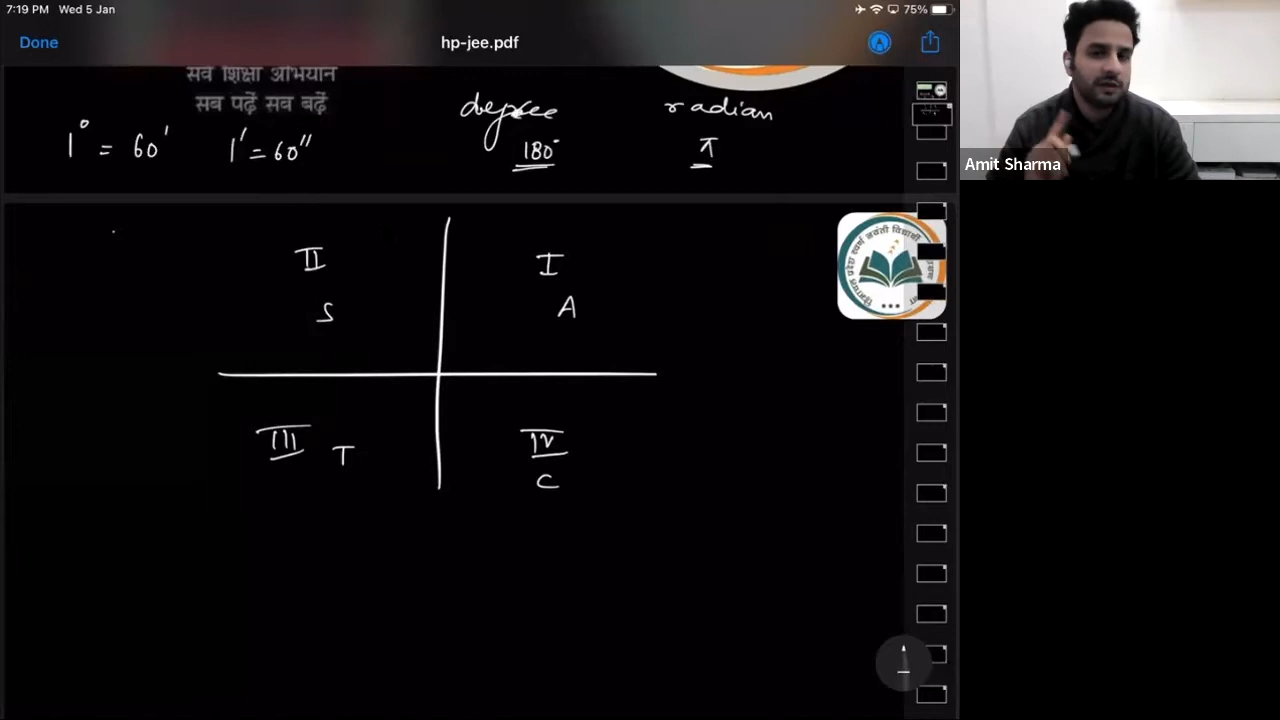 7:19 PM Wed 5 Jan
75%
Done
hp-jee.pdf
सर्व शिक्षा अभियान
सब पढ़ें सब बढ़ें
degree radian
1° = 60' 1' = 60" 180° π
Amit Sharma
II I
S A
III T IV
C